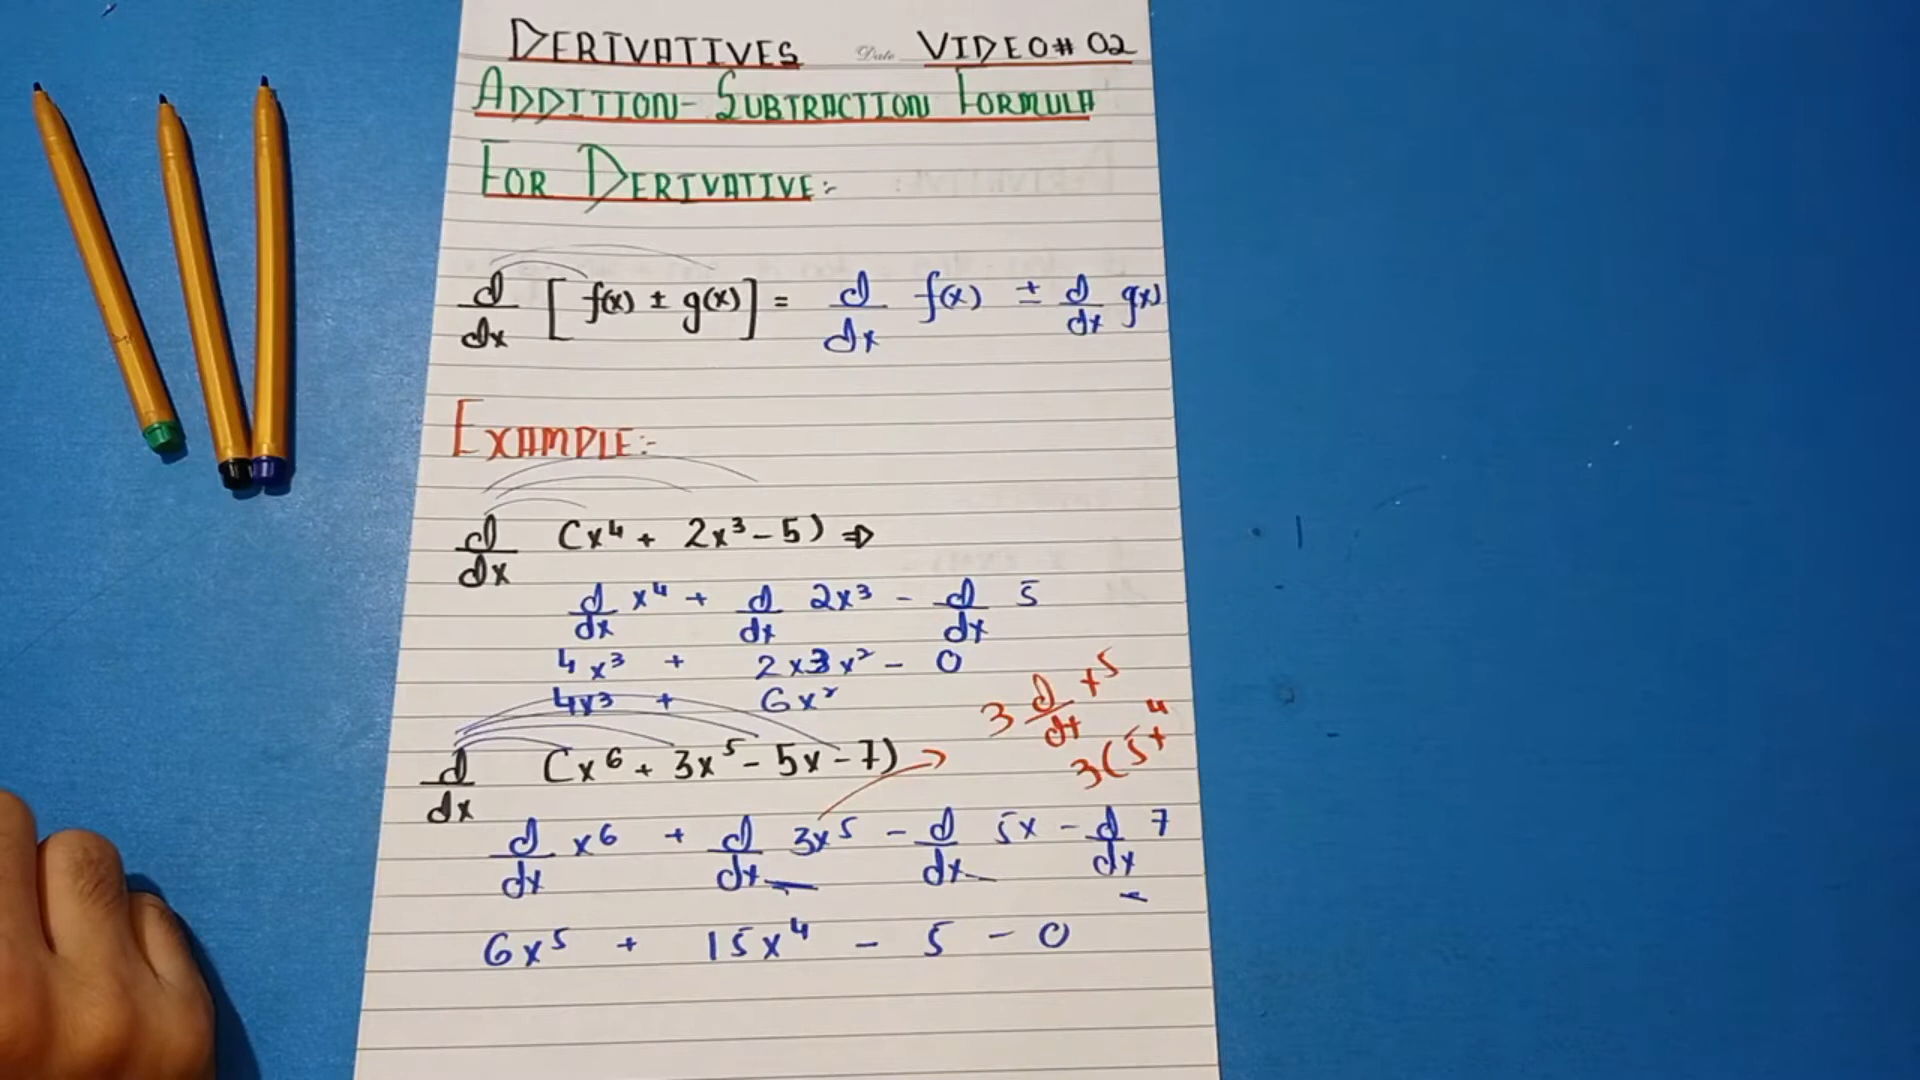 DERIVATIVES Date VIDEO# 02
ADDITION- SUBTRACTION FORMULA
FOR DERIVATIVE:-
d/dx [f(x) ± g(x)] = d/dx f(x) ± d/dx g(x)
EXAMPLE:-
d/dx (x⁴ + 2x³ - 5) ⇒
d/dx x⁴ + d/dx 2x³ - d/dx 5
4x³ + 2x3x² - 0
4x³ + 6x²
3 d/dx x⁵
3(5x⁴
d/dx (x⁶ + 3x⁵ - 5x - 7)
d/dx x⁶ + d/dx 3x⁵ - d/dx 5x - d/dx 7
6x⁵ + 15x⁴ - 5 - 0